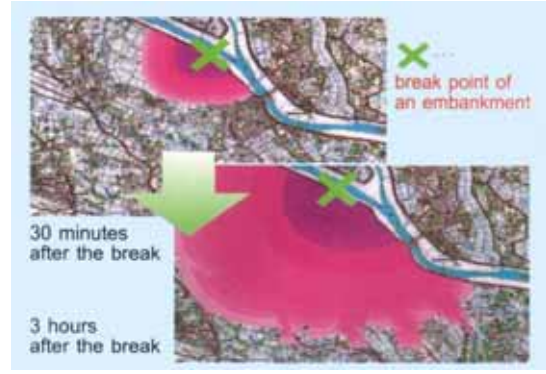 break point of
an embankment
30 minutes
after the break
3 hours
after the break